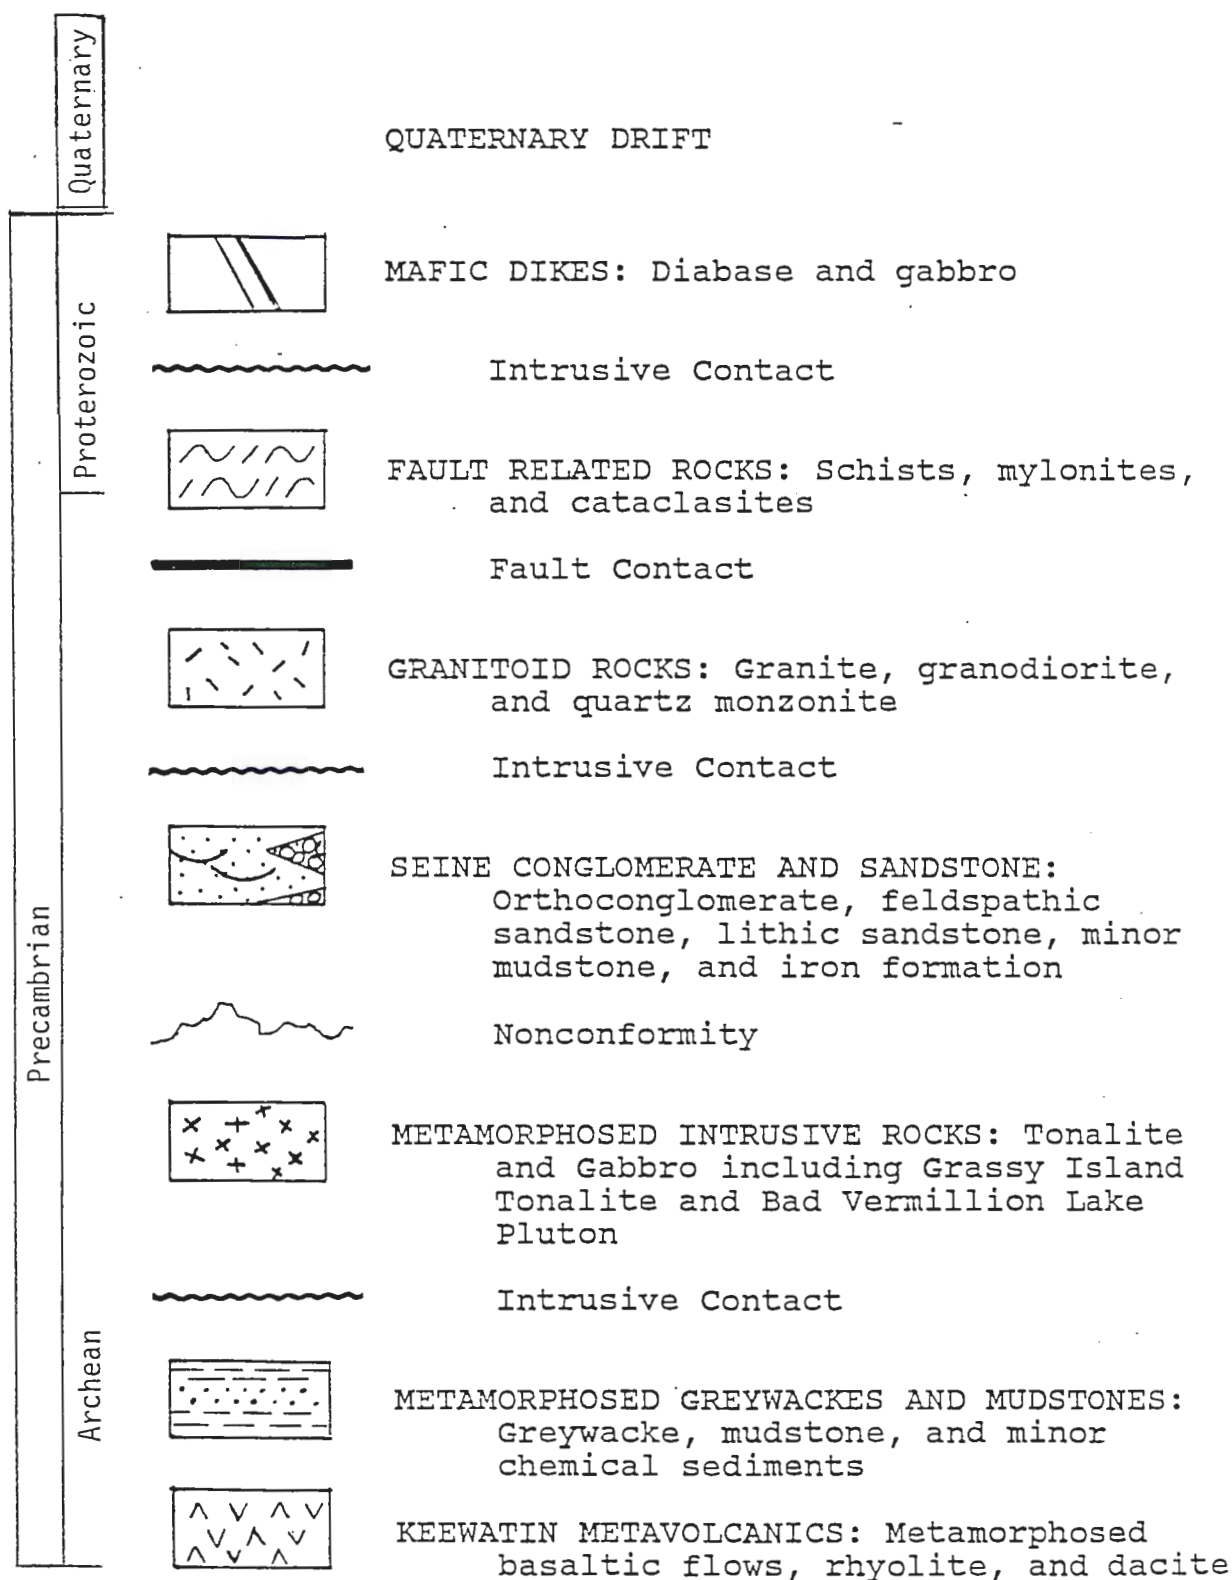 Quaternary
QUATERNARY DRIFT
Precambrian
Proterozoic
MAFIC DIKES: Diabase and gabbro
Intrusive Contact
FAULT RELATED ROCKS: Schists, mylonites,
and cataclasites
Fault Contact
GRANITOID ROCKS: Granite, granodiorite,
and quartz monzonite
Intrusive Contact
SEINE CONGLOMERATE AND SANDSTONE:
Orthoconglomerate, feldspathic
sandstone, lithic sandstone, minor
mudstone, and iron formation
Nonconformity
METAMORPHOSED INTRUSIVE ROCKS: Tonalite
and Gabbro including Grassy Island
Tonalite and Bad Vermillion Lake
Pluton
Intrusive Contact
Archean
METAMORPHOSED GREYWACKES AND MUDSTONES:
Greywacke, mudstone, and minor
chemical sediments
KEEWATIN METAVOLCANICS: Metamorphosed
basaltic flows, rhyolite, and dacite